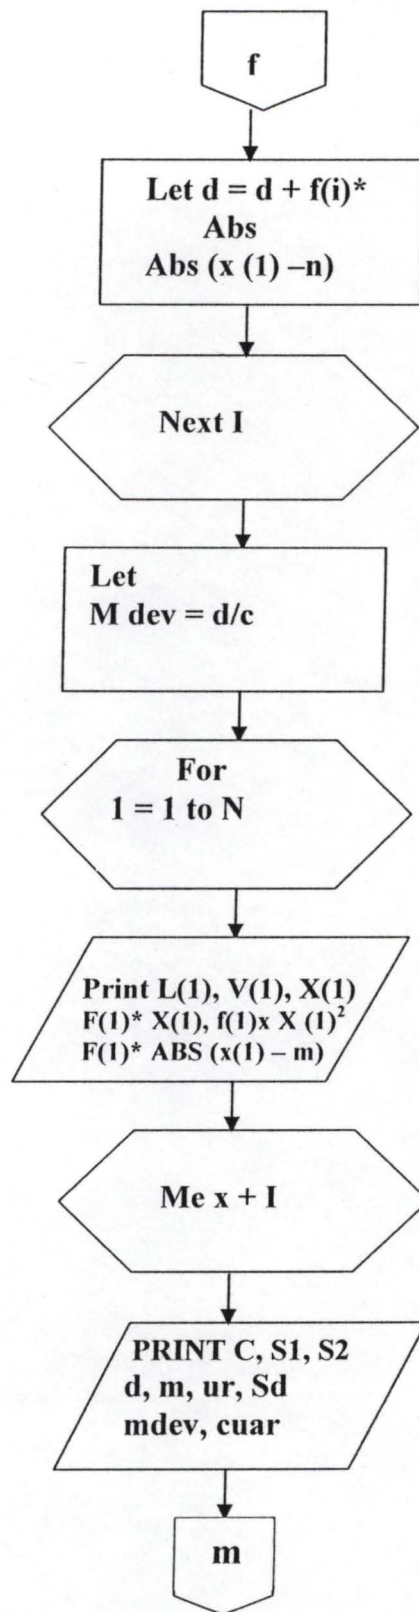 f
Let d = d + f(i)*
Abs
Abs (x (1) –n)
Next I
Let
M dev = d/c
For
1 = 1 to N
Print L(1), V(1), X(1)
F(1)* X(1), f(1)x X (1)²
F(1)* ABS (x(1) – m)
Me x + I
PRINT C, S1, S2
d, m, ur, Sd
mdev, cuar
m